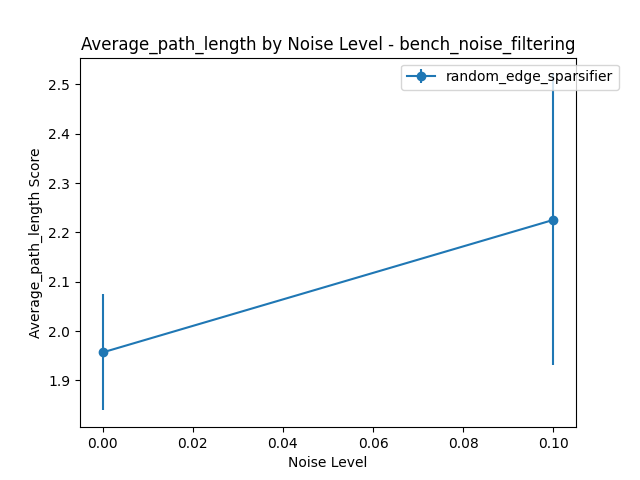 Average_path_length by Noise Level - bench_noise_filtering
random_edge_sparsifier
Average_path_length Score
2.5
2.4
2.3
2.2
2.1
2.0
1.9
0.00 0.02 0.04 0.06 0.08 0.10
Noise Level